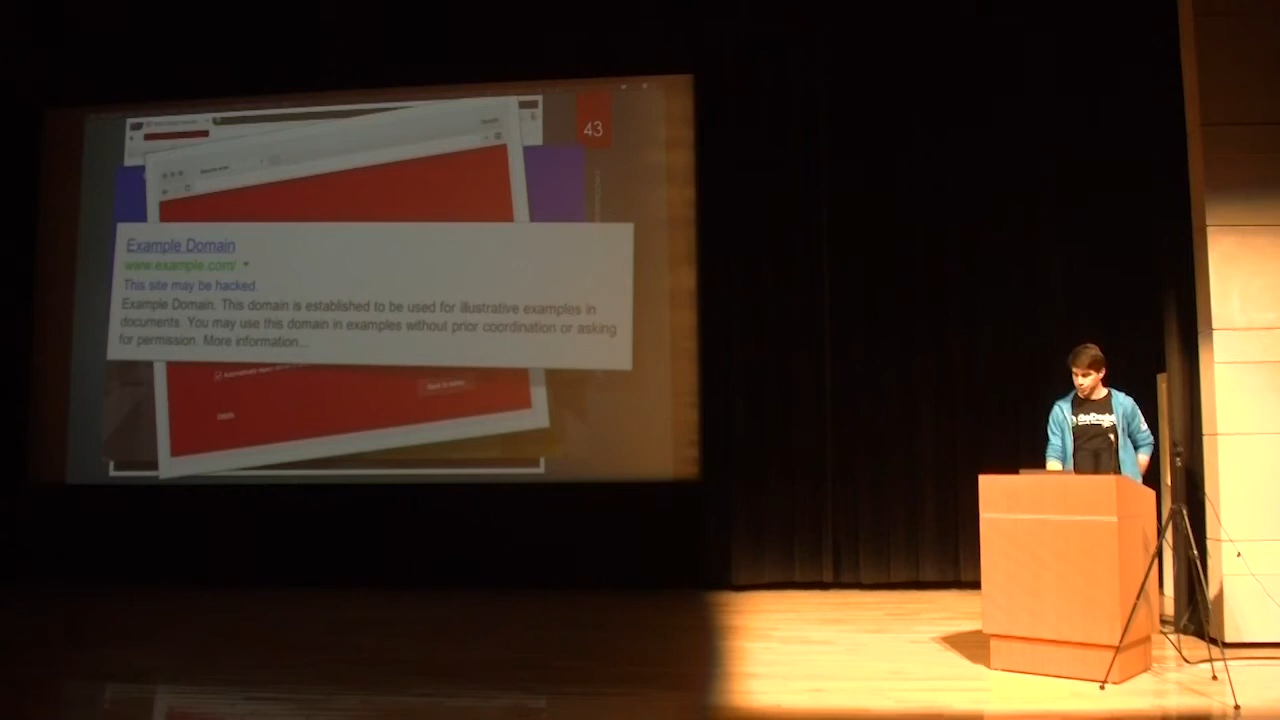 43
Example Domain
www.example.com/
This site may be hacked.
Example Domain. This domain is established to be used for illustrative examples in
documents. You may use this domain in examples without prior coordination or asking
for permission. More information...